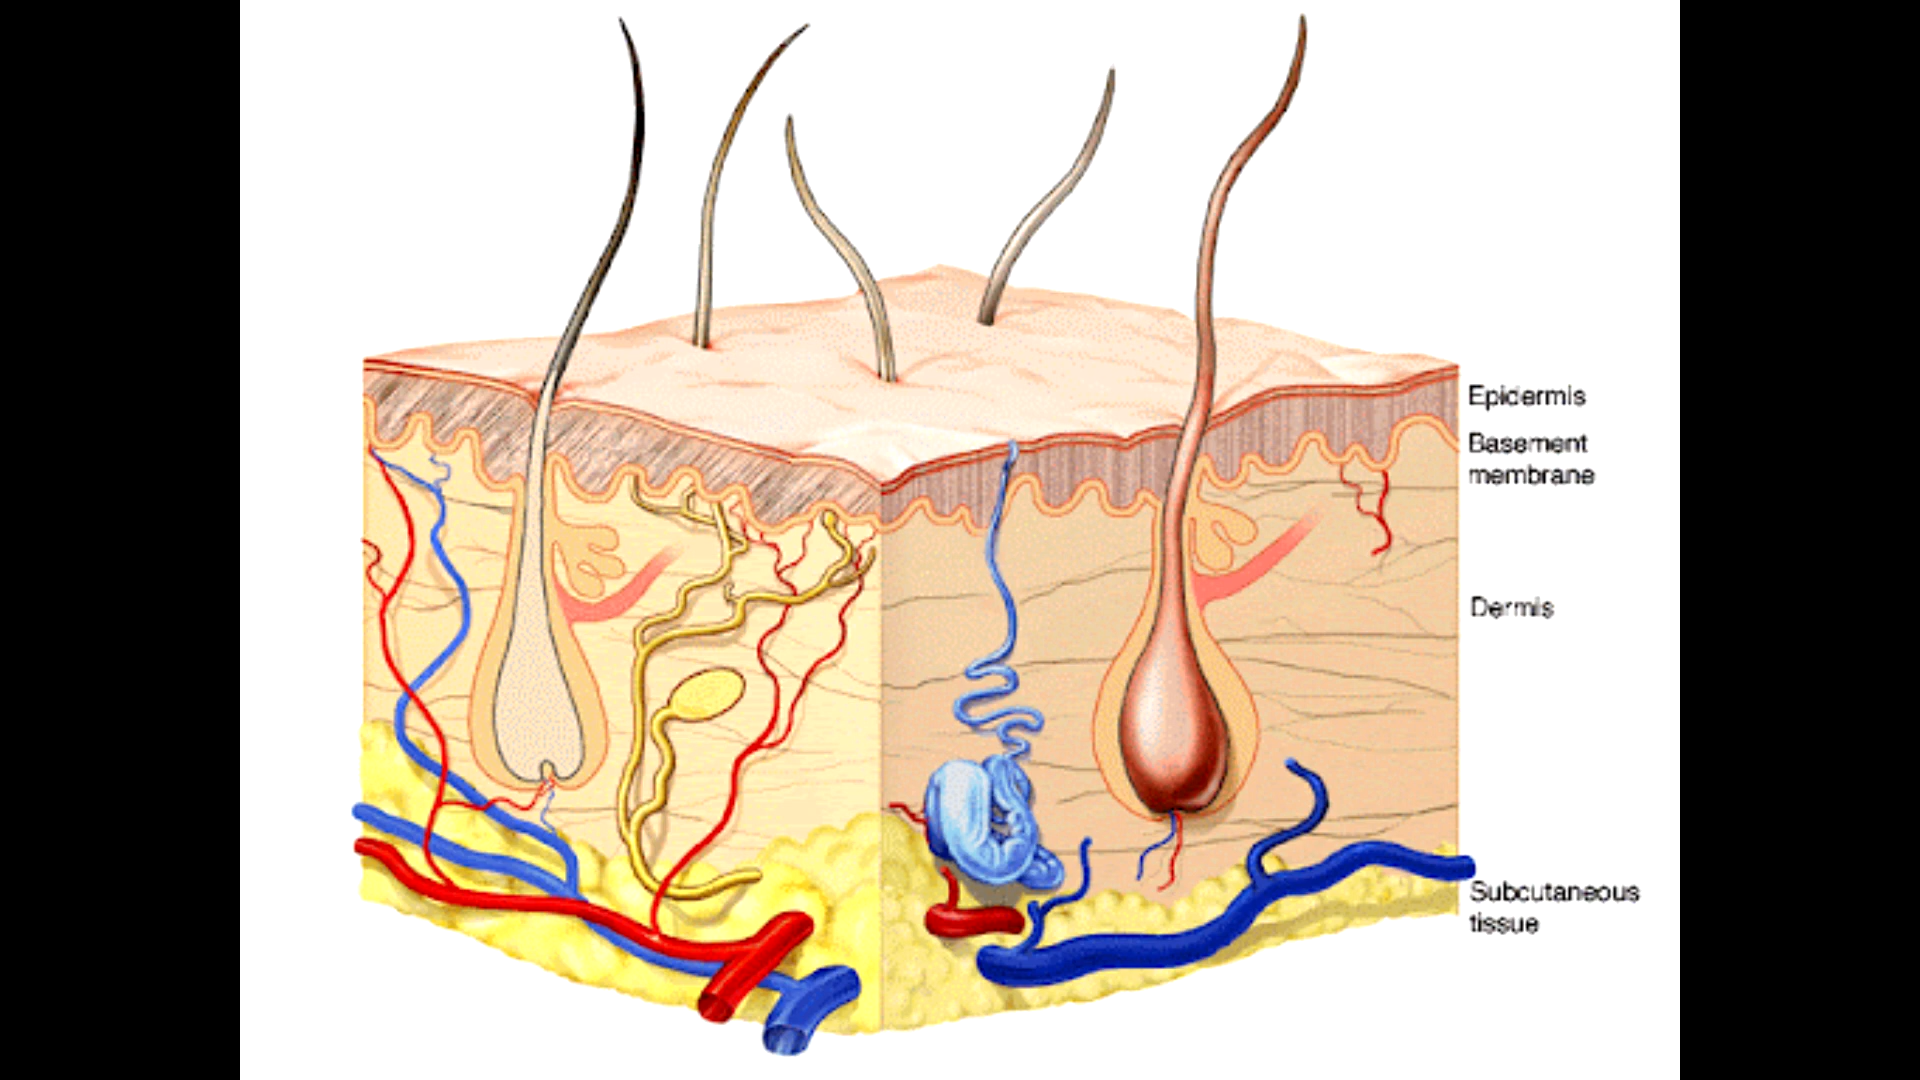 Epidermis
Basement
membrane
Dermis
Subcutaneous
tissue